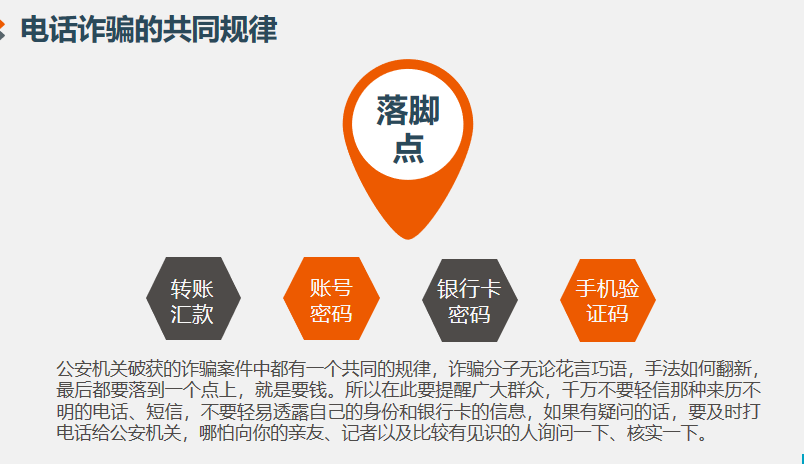 电话诈骗的共同规律
落脚
点
转账
汇款
账号
密码
银行卡
密码
手机验
证码
公安机关破获的诈骗案件中都有一个共同的规律，诈骗分子无论花言巧语，手法如何翻新，
最后都要落到一个点上，就是要钱。所以在此要提醒广大群众，千万不要轻信那种来历不
明的电话、短信，不要轻易透露自己的身份和银行卡的信息，如果有疑问的话，要及时打
电话给公安机关，哪怕向你的亲友、记者以及比较有见识的人询问一下、核实一下。